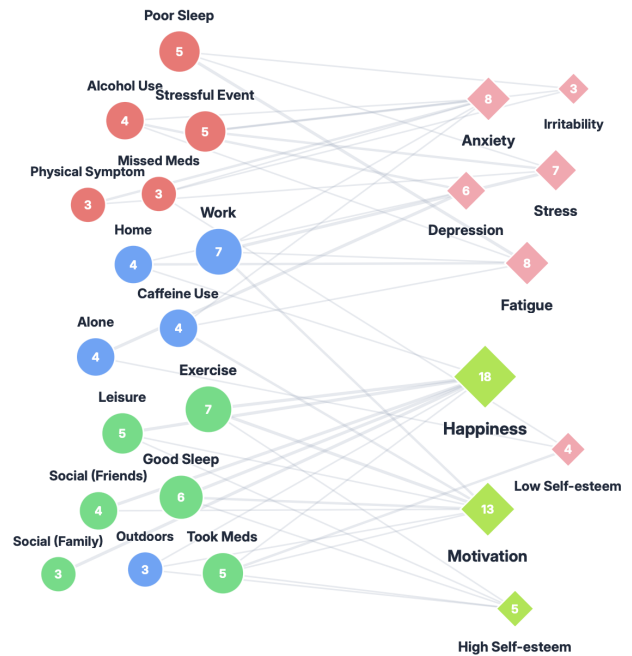 Poor Sleep
5
Alcohol Use
4
Stressful Event
5
8
Anxiety
3
Irritability
Physical Symptom
3
Missed Meds
3
7
Stress
6
Depression
Work
7
Home
4
8
Fatigue
Caffeine Use
4
Alone
4
Exercise
7
18
Happiness
Leisure
5
4
Low Self-esteem
Good Sleep
6
Social (Friends)
4
13
Motivation
Social (Family)
3
Outdoors
3
Took Meds
5
5
High Self-esteem